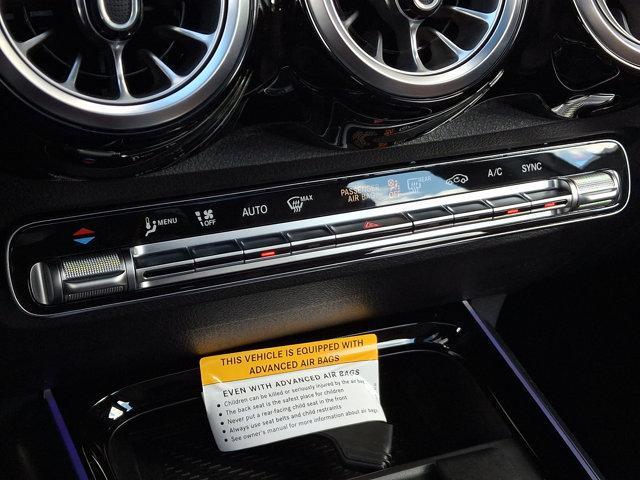 MENU
OFF
AUTO
MAX
PASSENGER
AIR BAG
OFF
REAR
A/C
SYNC
THIS VEHICLE IS EQUIPPED WITH
ADVANCED AIR BAGS
EVEN WITH ADVANCED AIR BAGS
• Children can be killed or seriously injured by the air bag
• The back seat is the safest place for children
• Never put a rear-facing child seat in the front
• Always use seat belts and child restraints
• See owner's manual for more information about air bags